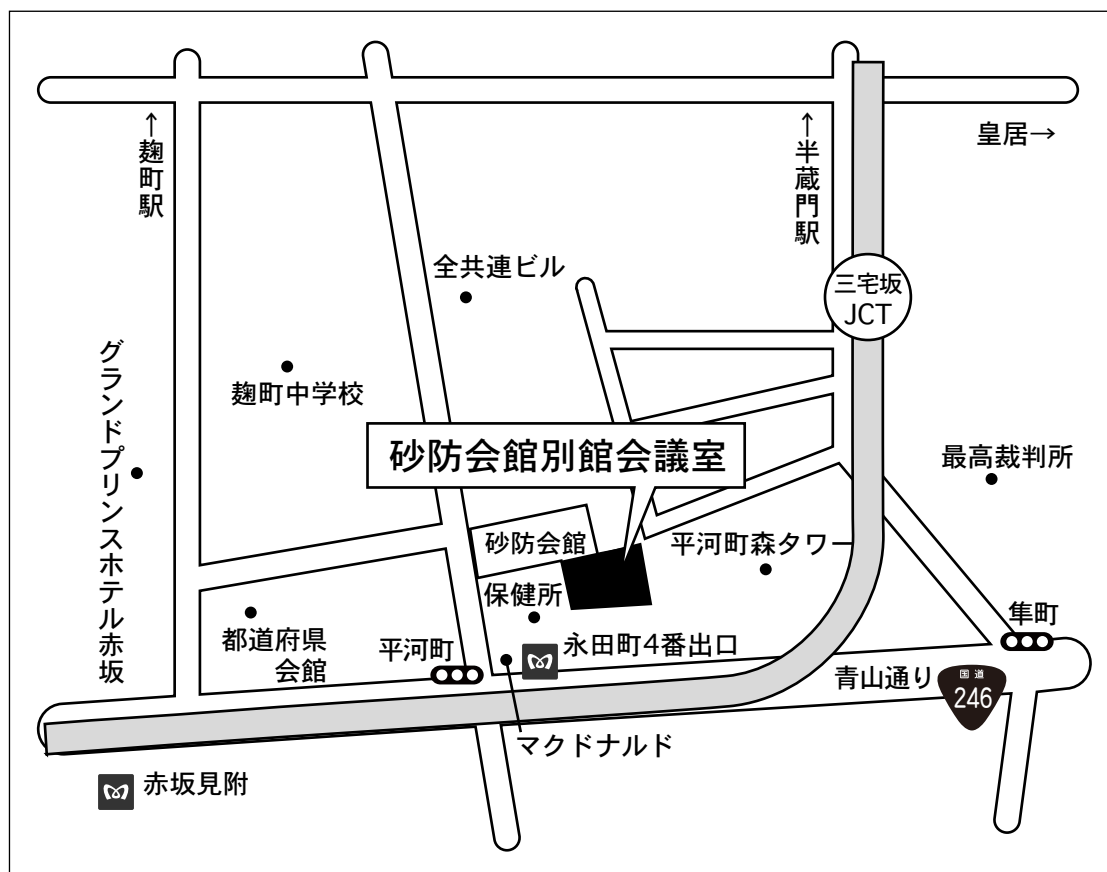 ↑麹町駅
↑半蔵門駅
皇居→
全共連ビル
三宅坂
JCT
グランドプリンスホテル赤坂
麹町中学校
砂防会館別館会議室
最高裁判所
砂防会館
平河町森タワー
保健所
都道府県
会館
平河町
永田町4番出口
隼町
青山通り
国道
246
マクドナルド
赤坂見附